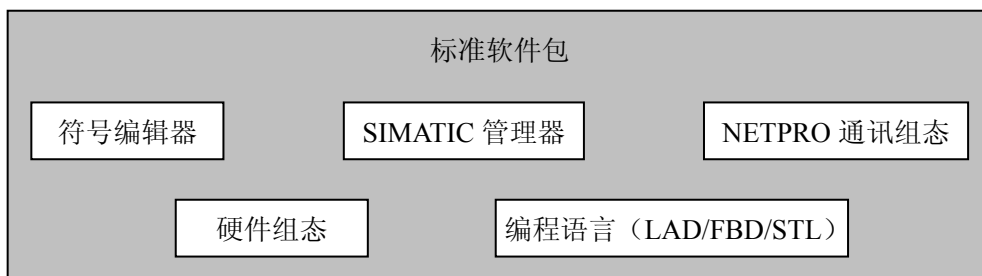 标准软件包
符号编辑器
SIMATIC 管理器
NETPRO 通讯组态
硬件组态
编程语言（LAD/FBD/STL）